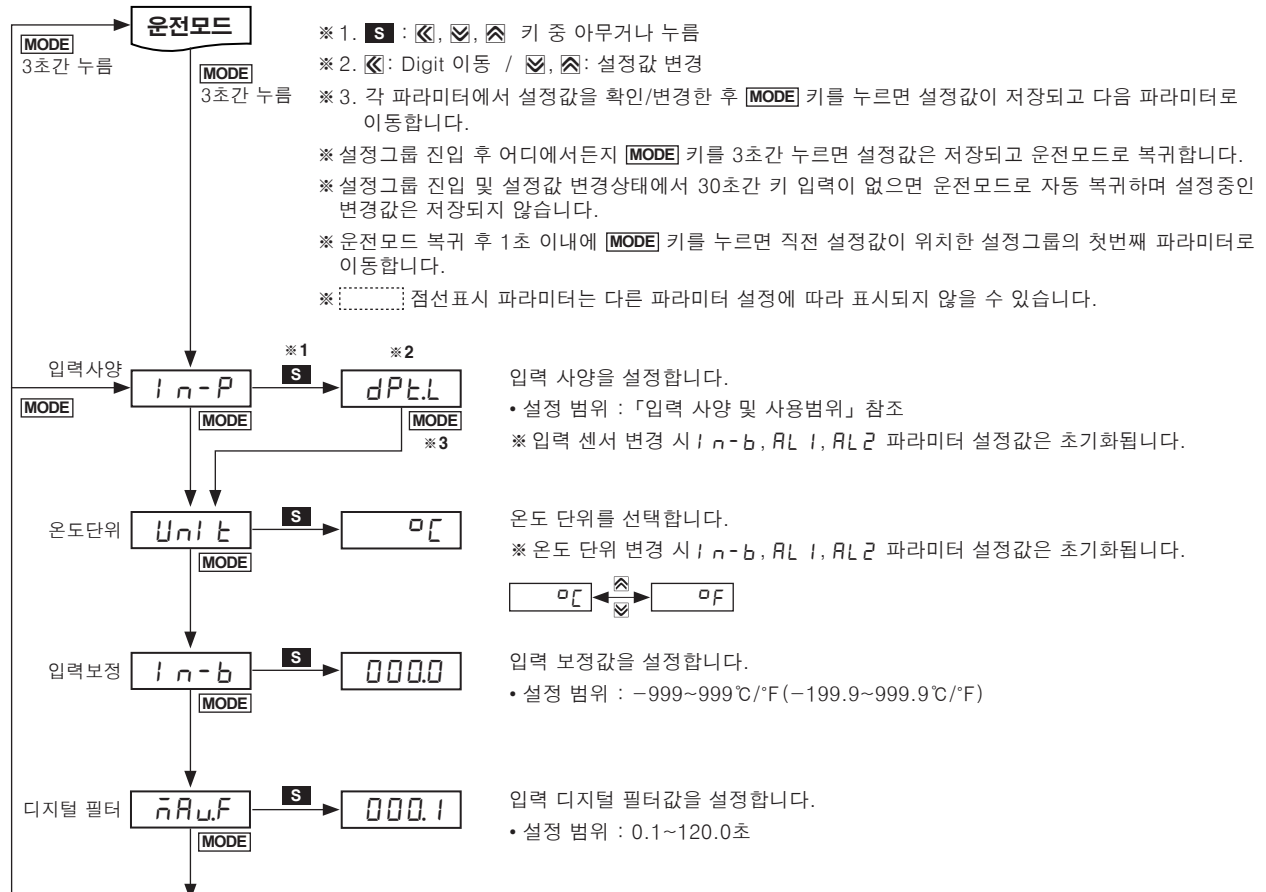 운전모드
MODE
3초간 누름
MODE
3초간 누름
※1. S : «, ︾, ︽ 키 중 아무거나 누름
※2. «: Digit 이동 / ︾, ︽: 설정값 변경
※3. 각 파라미터에서 설정값을 확인/변경한 후 MODE 키를 누르면 설정값이 저장되고 다음 파라미터로
이동합니다.
※ 설정그룹 진입 후 어디에서든지 MODE 키를 3초간 누르면 설정값은 저장되고 운전모드로 복귀합니다.
※ 설정그룹 진입 및 설정값 변경상태에서 30초간 키 입력이 없으면 운전모드로 자동 복귀하며 설정중인
변경값은 저장되지 않습니다.
※ 운전모드 복귀 후 1초 이내에 MODE 키를 누르면 직전 설정값이 위치한 설정그룹의 첫번째 파라미터로
이동합니다.
※ 점선표시 파라미터는 다른 파라미터 설정에 따라 표시되지 않을 수 있습니다.
※1 ※2
입력사양 In-P S dPt.L
MODE MODE MODE
※3
입력 사양을 설정합니다.
• 설정 범위 : 「입력 사양 및 사용범위」 참조
※ 입력 센서 변경 시 In-b, AL1, AL2 파라미터 설정값은 초기화됩니다.
온도단위 Unit S °C
MODE
온도 단위를 선택합니다.
※ 온도 단위 변경 시 In-b, AL1, AL2 파라미터 설정값은 초기화됩니다.
°C ︽ ︾ °F
입력보정 In-b S 000.0
MODE
입력 보정값을 설정합니다.
• 설정 범위 : -999~999℃/°F(-199.9~999.9℃/°F)
디지털 필터 mAv.F S 000.1
MODE
입력 디지털 필터값을 설정합니다.
• 설정 범위 : 0.1~120.0초